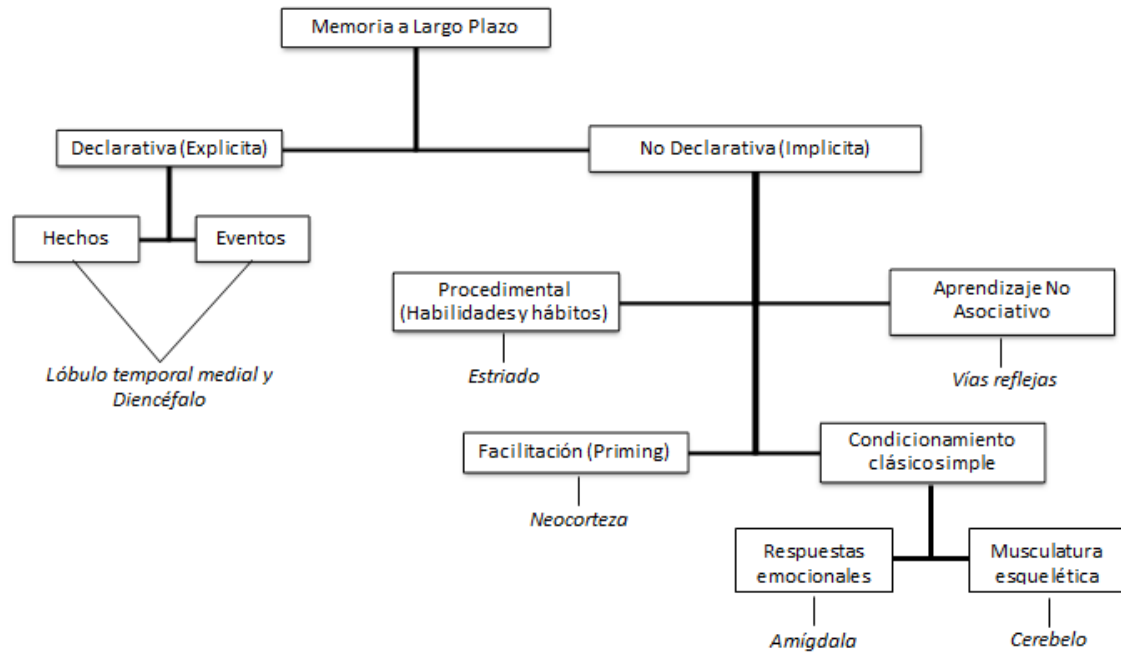 Memoria a Largo Plazo
Declarativa (Explicita)
No Declarativa (Implicita)
Hechos
Eventos
Lóbulo temporal medial y
Diencéfalo
Procedimental
(Habilidades y hábitos)
Estriado
Aprendizaje No
Asociativo
Vías reflejas
Facilitación (Priming)
Neocorteza
Condicionamiento
clásico simple
Respuestas
emocionales
Amígdala
Musculatura
esquelética
Cerebelo